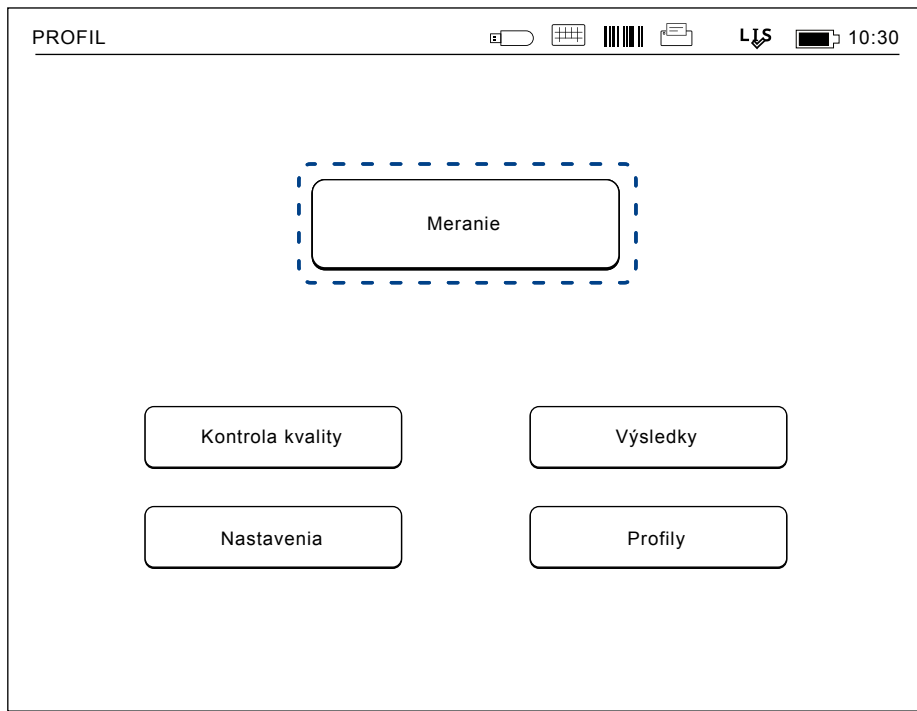 PROFIL LIS 10:30
Meranie
Kontrola kvality Výsledky
Nastavenia Profily